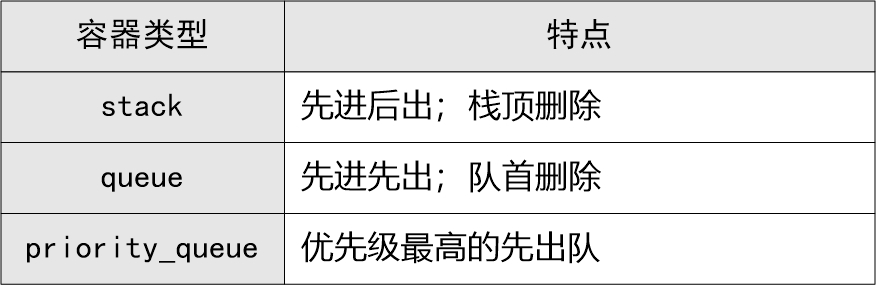 容器类型 特点
stack 先进后出；栈顶删除
queue 先进先出；队首删除
priority_queue 优先级最高的先出队